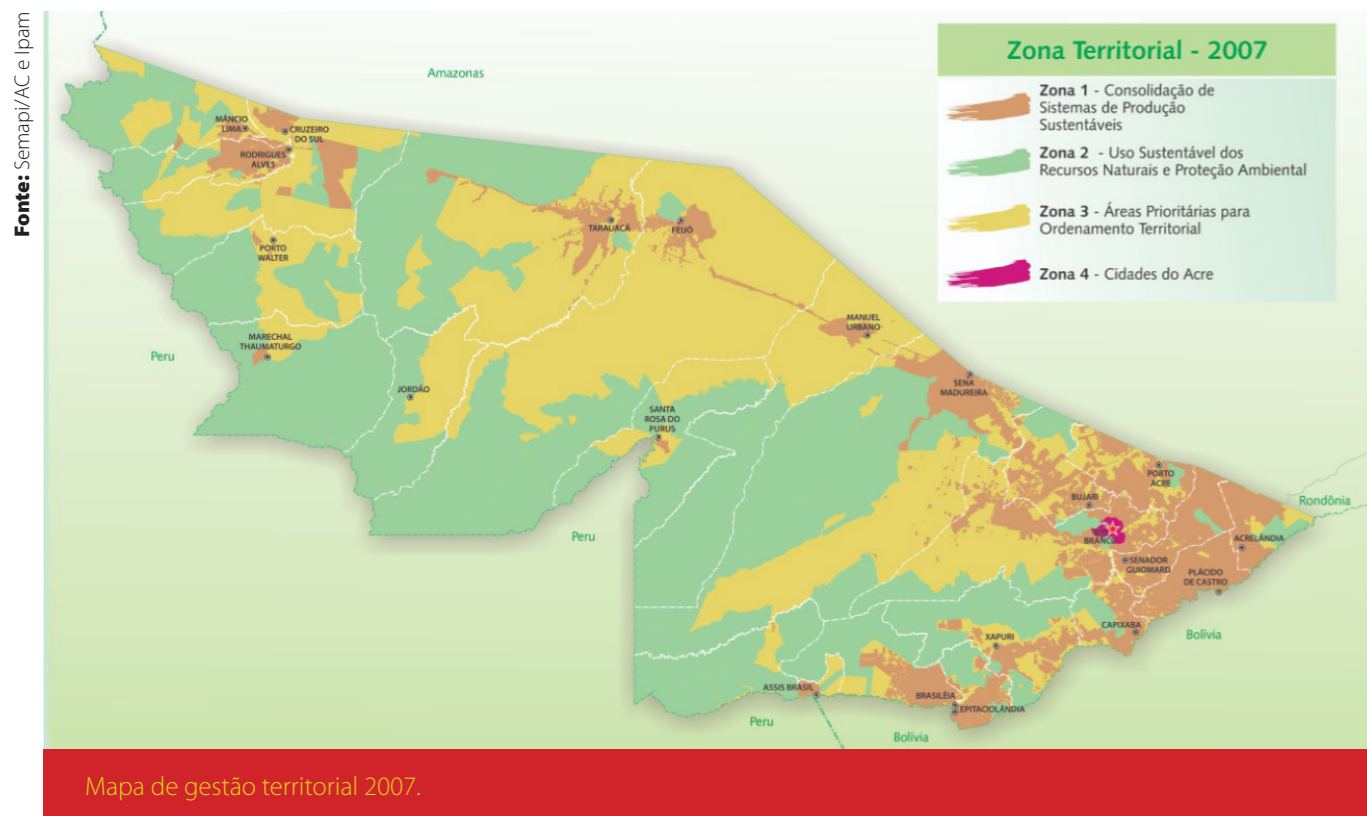 Fonte: Semapi/AC e Ipam
Zona Territorial - 2007
Zona 1 - Consolidação de
Sistemas de Produção
Sustentáveis
Zona 2 - Uso Sustentável dos
Recursos Naturais e Proteção Ambiental
Zona 3 - Áreas Prioritárias para
Ordenamento Territorial
Zona 4 - Cidades do Acre
Amazonas
MÂNCIO
LIMA
CRUZEIRO
DO SUL
RODRIGUES
ALVES
TARAUACÁ
FEIJÓ
PORTO
WALTER
MANUEL
URBANO
MARECHAL
THAUMATURGO
Peru
JORDÃO
SENA
MADUREIRA
SANTA
ROSA DO
PURUS
PORTO
ACRE
BUJARI
Rondônia
BRANCO
ACRELÂNDIA
Peru
SENADOR
GUIOMARD
PLÁCIDO
DE CASTRO
CAPIXABA
Bolívia
XAPURI
ASSIS BRASIL
BRASILÉIA
EPITACIOLÂNDIA
Peru
Bolívia
Mapa de gestão territorial 2007.